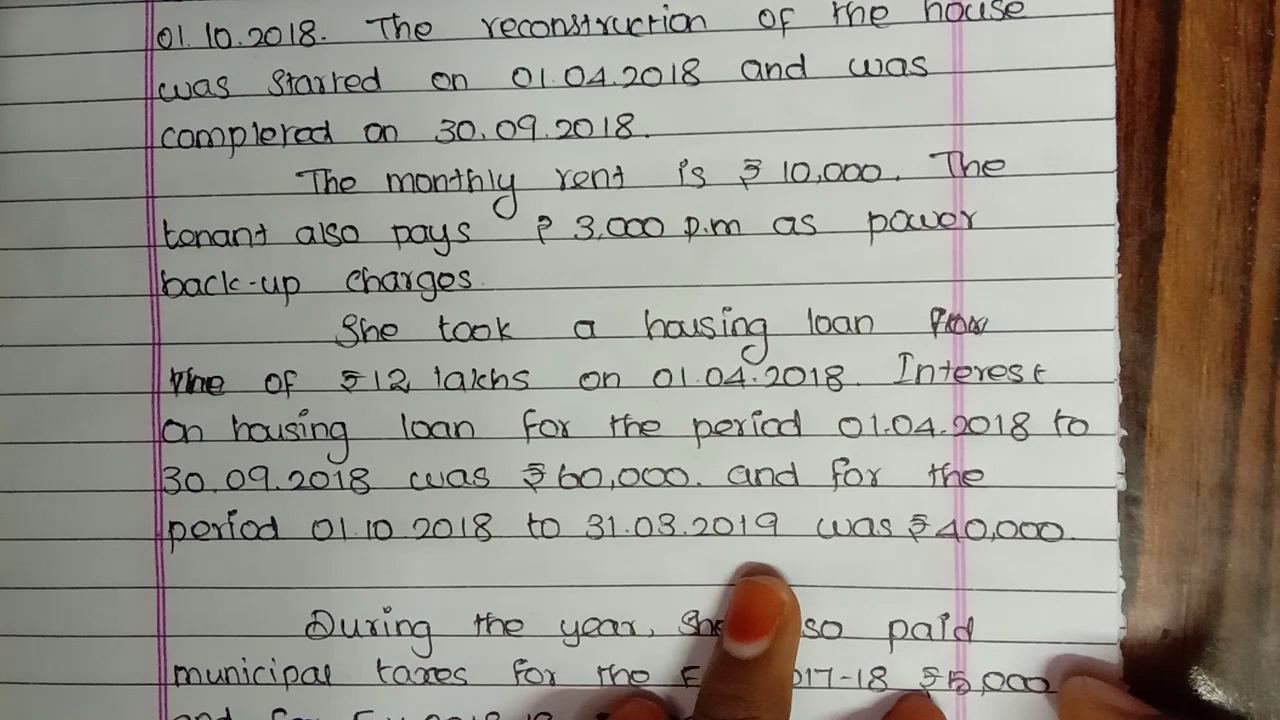 01.10.2018. The reconstruction of the house
was started on 01.04.2018 and was
completed on 30.09.2018.
The monthly rent is ₹ 10,000. The
tenant also pays ₹ 3,000 p.m as power
back-up charges.
She took a housing loan
the of ₹12 lakhs on 01.04.2018. Interest
on housing loan for the period 01.04.2018 to
30.09.2018 was ₹60,000. and for the
period 01.10.2018 to 31.03.2019 was ₹40,000.
During the year, She paid
municipal taxes for the 17-18 ₹5,000